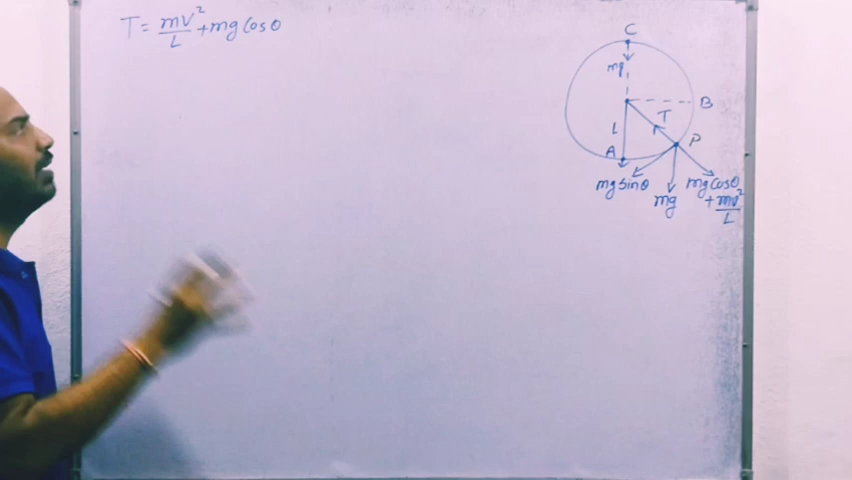 T = mv²/L + mg Cos θ
C
mg
B
T
L
P
A
mg sin θ
mg cos θ
mg
+ mv²/L